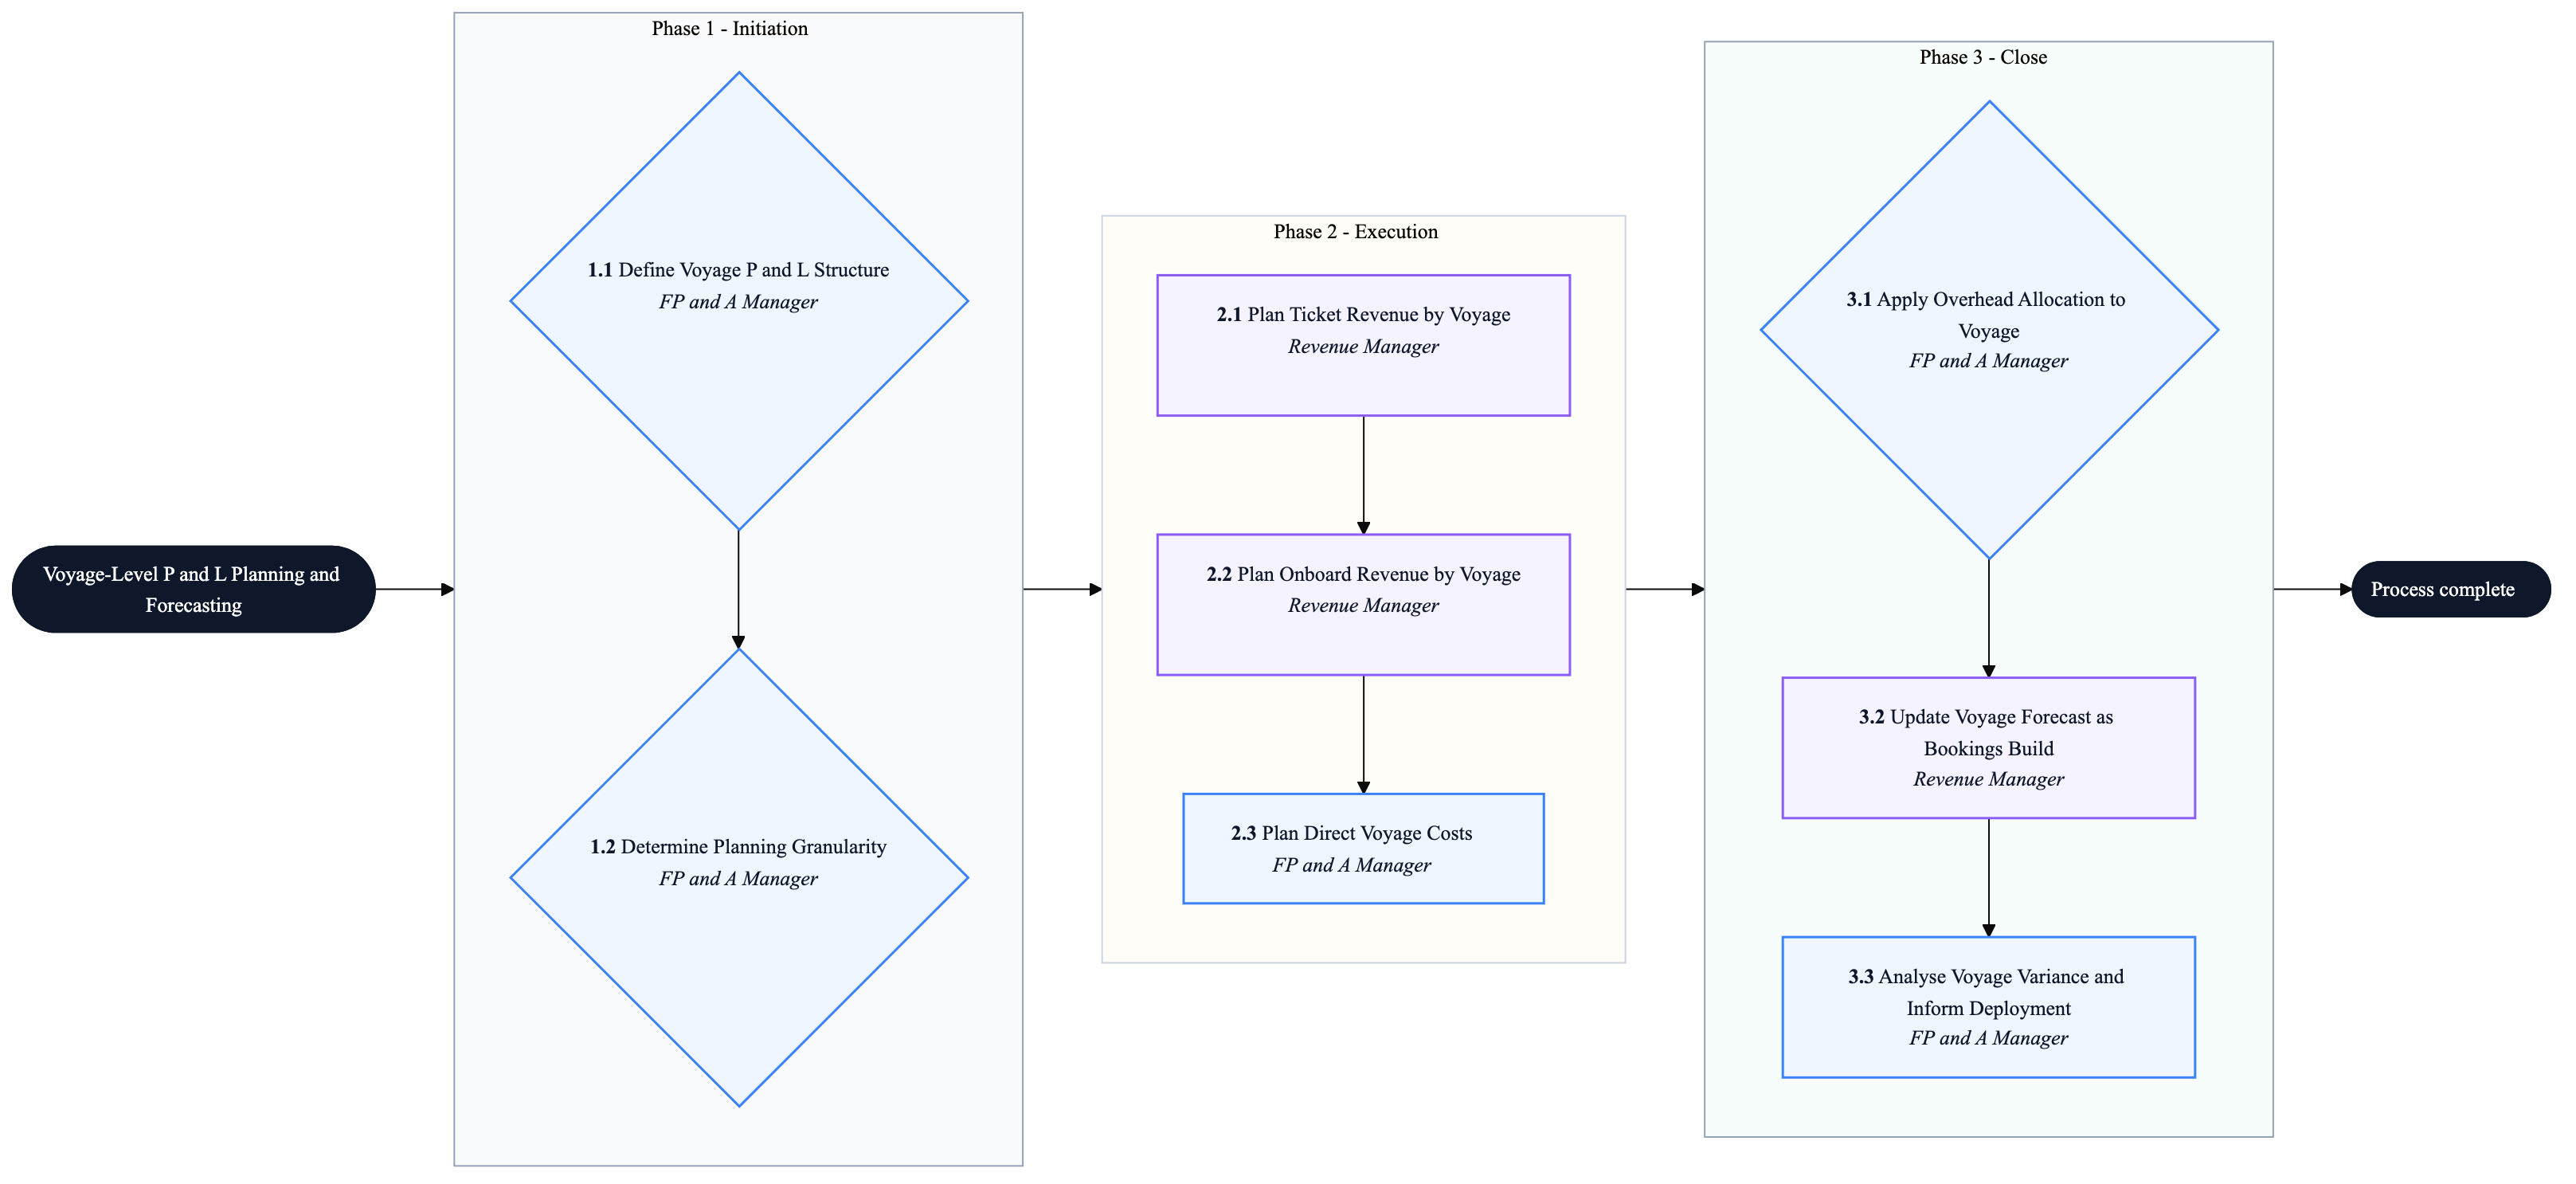 Voyage-Level P and L Planning and
Forecasting
Phase 1 - Initiation
1.1 Define Voyage P and L Structure
FP and A Manager
1.2 Determine Planning Granularity
FP and A Manager
Phase 2 - Execution
2.1 Plan Ticket Revenue by Voyage
Revenue Manager
2.2 Plan Onboard Revenue by Voyage
Revenue Manager
2.3 Plan Direct Voyage Costs
FP and A Manager
Phase 3 - Close
3.1 Apply Overhead Allocation to
Voyage
FP and A Manager
3.2 Update Voyage Forecast as
Bookings Build
Revenue Manager
3.3 Analyse Voyage Variance and
Inform Deployment
FP and A Manager
Process complete